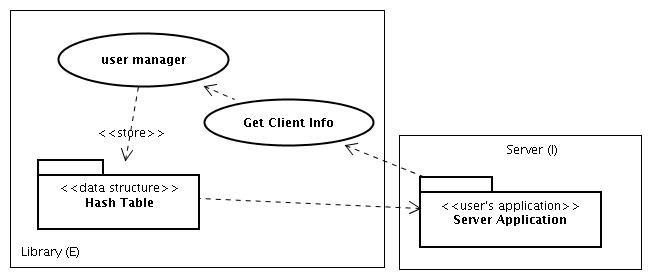 user manager
Get Client Info
<<store>>
Server (I)
<<data structure>>
Hash Table
<<user's application>>
Server Application
Library (E)